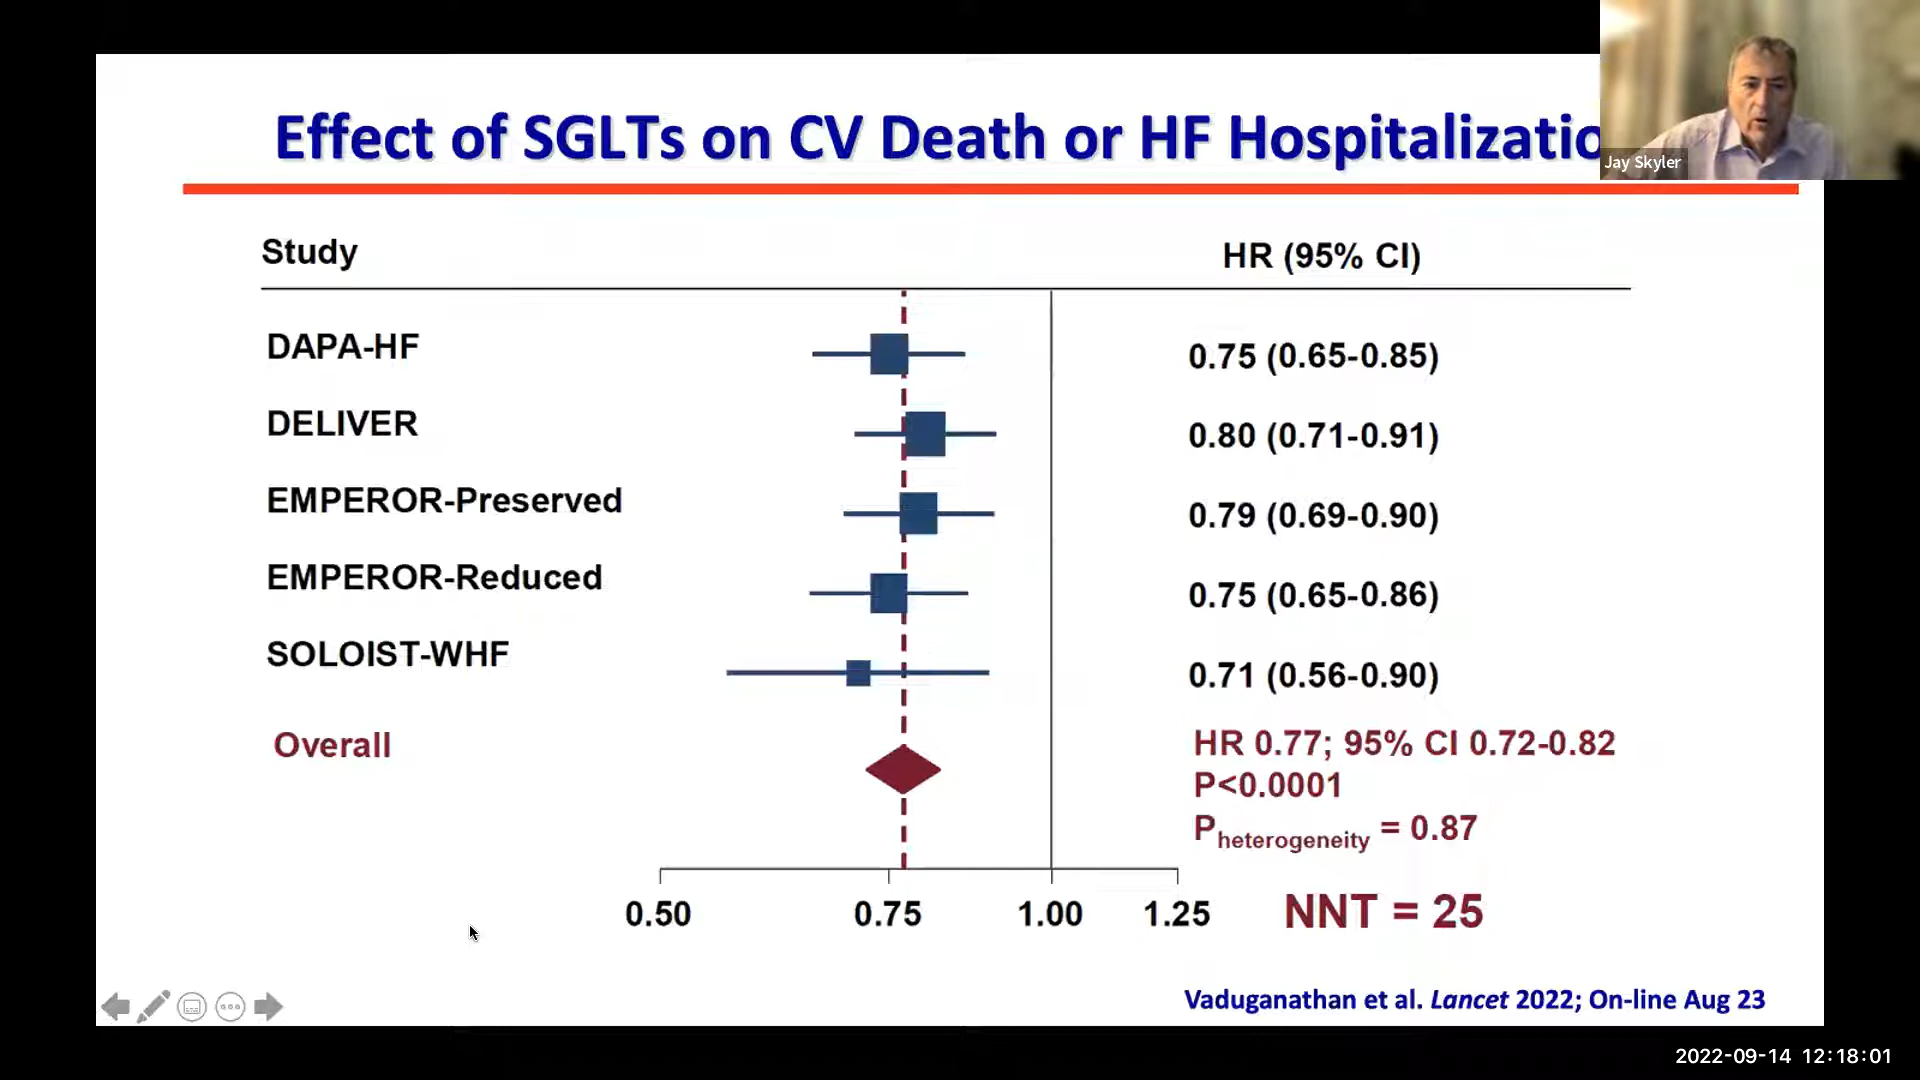 Effect of SGLTs on CV Death or HF Hospitalizatio
Jay Skyler
Study HR (95% CI)
DAPA-HF 0.75 (0.65-0.85)
DELIVER 0.80 (0.71-0.91)
EMPEROR-Preserved 0.79 (0.69-0.90)
EMPEROR-Reduced 0.75 (0.65-0.86)
SOLOIST-WHF 0.71 (0.56-0.90)
Overall HR 0.77; 95% CI 0.72-0.82
P<0.0001
Pheterogeneity = 0.87
0.50 0.75 1.00 1.25
NNT = 25
Vaduganathan et al. Lancet 2022; On-line Aug 23
2022-09-14 12:18:01